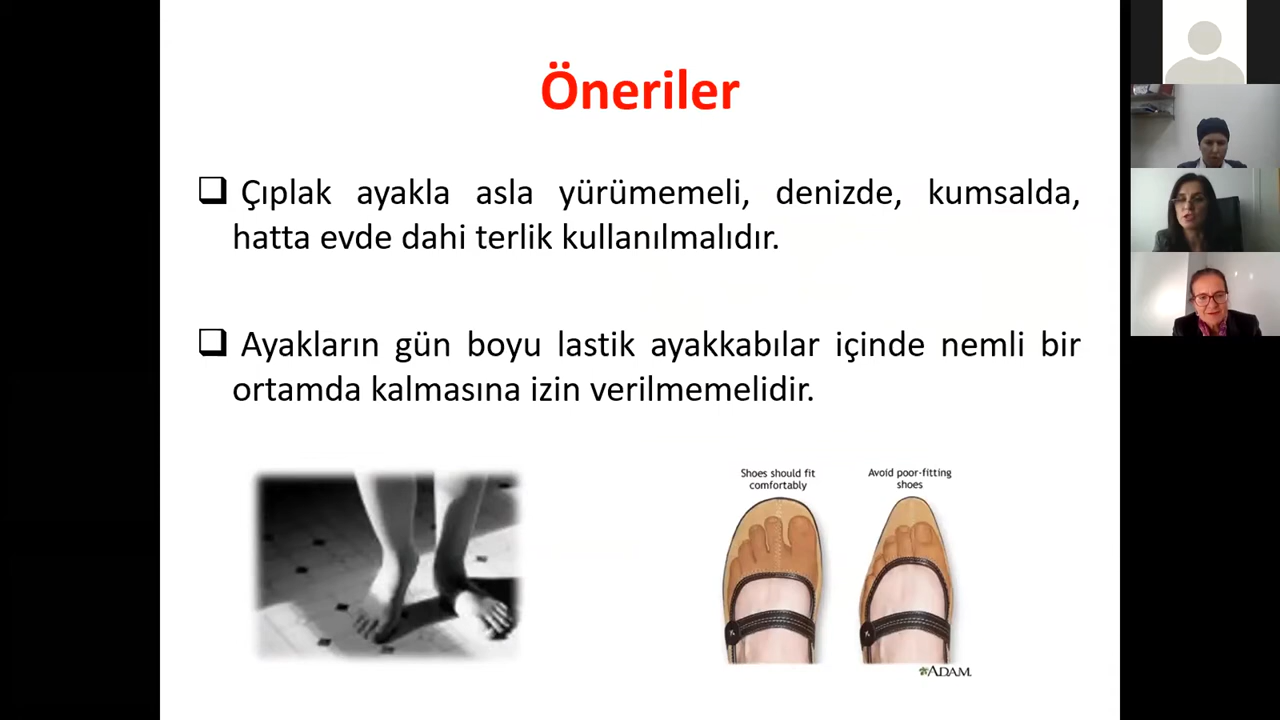 Öneriler
❑ Çıplak ayakla asla yürümemeli, denizde, kumsalda,
hatta evde dahi terlik kullanılmalıdır.
❑ Ayakların gün boyu lastik ayakkabılar içinde nemli bir
ortamda kalmasına izin verilmemelidir.
Shoes should fit
comfortably
Avoid poor-fitting
shoes
ADAM.